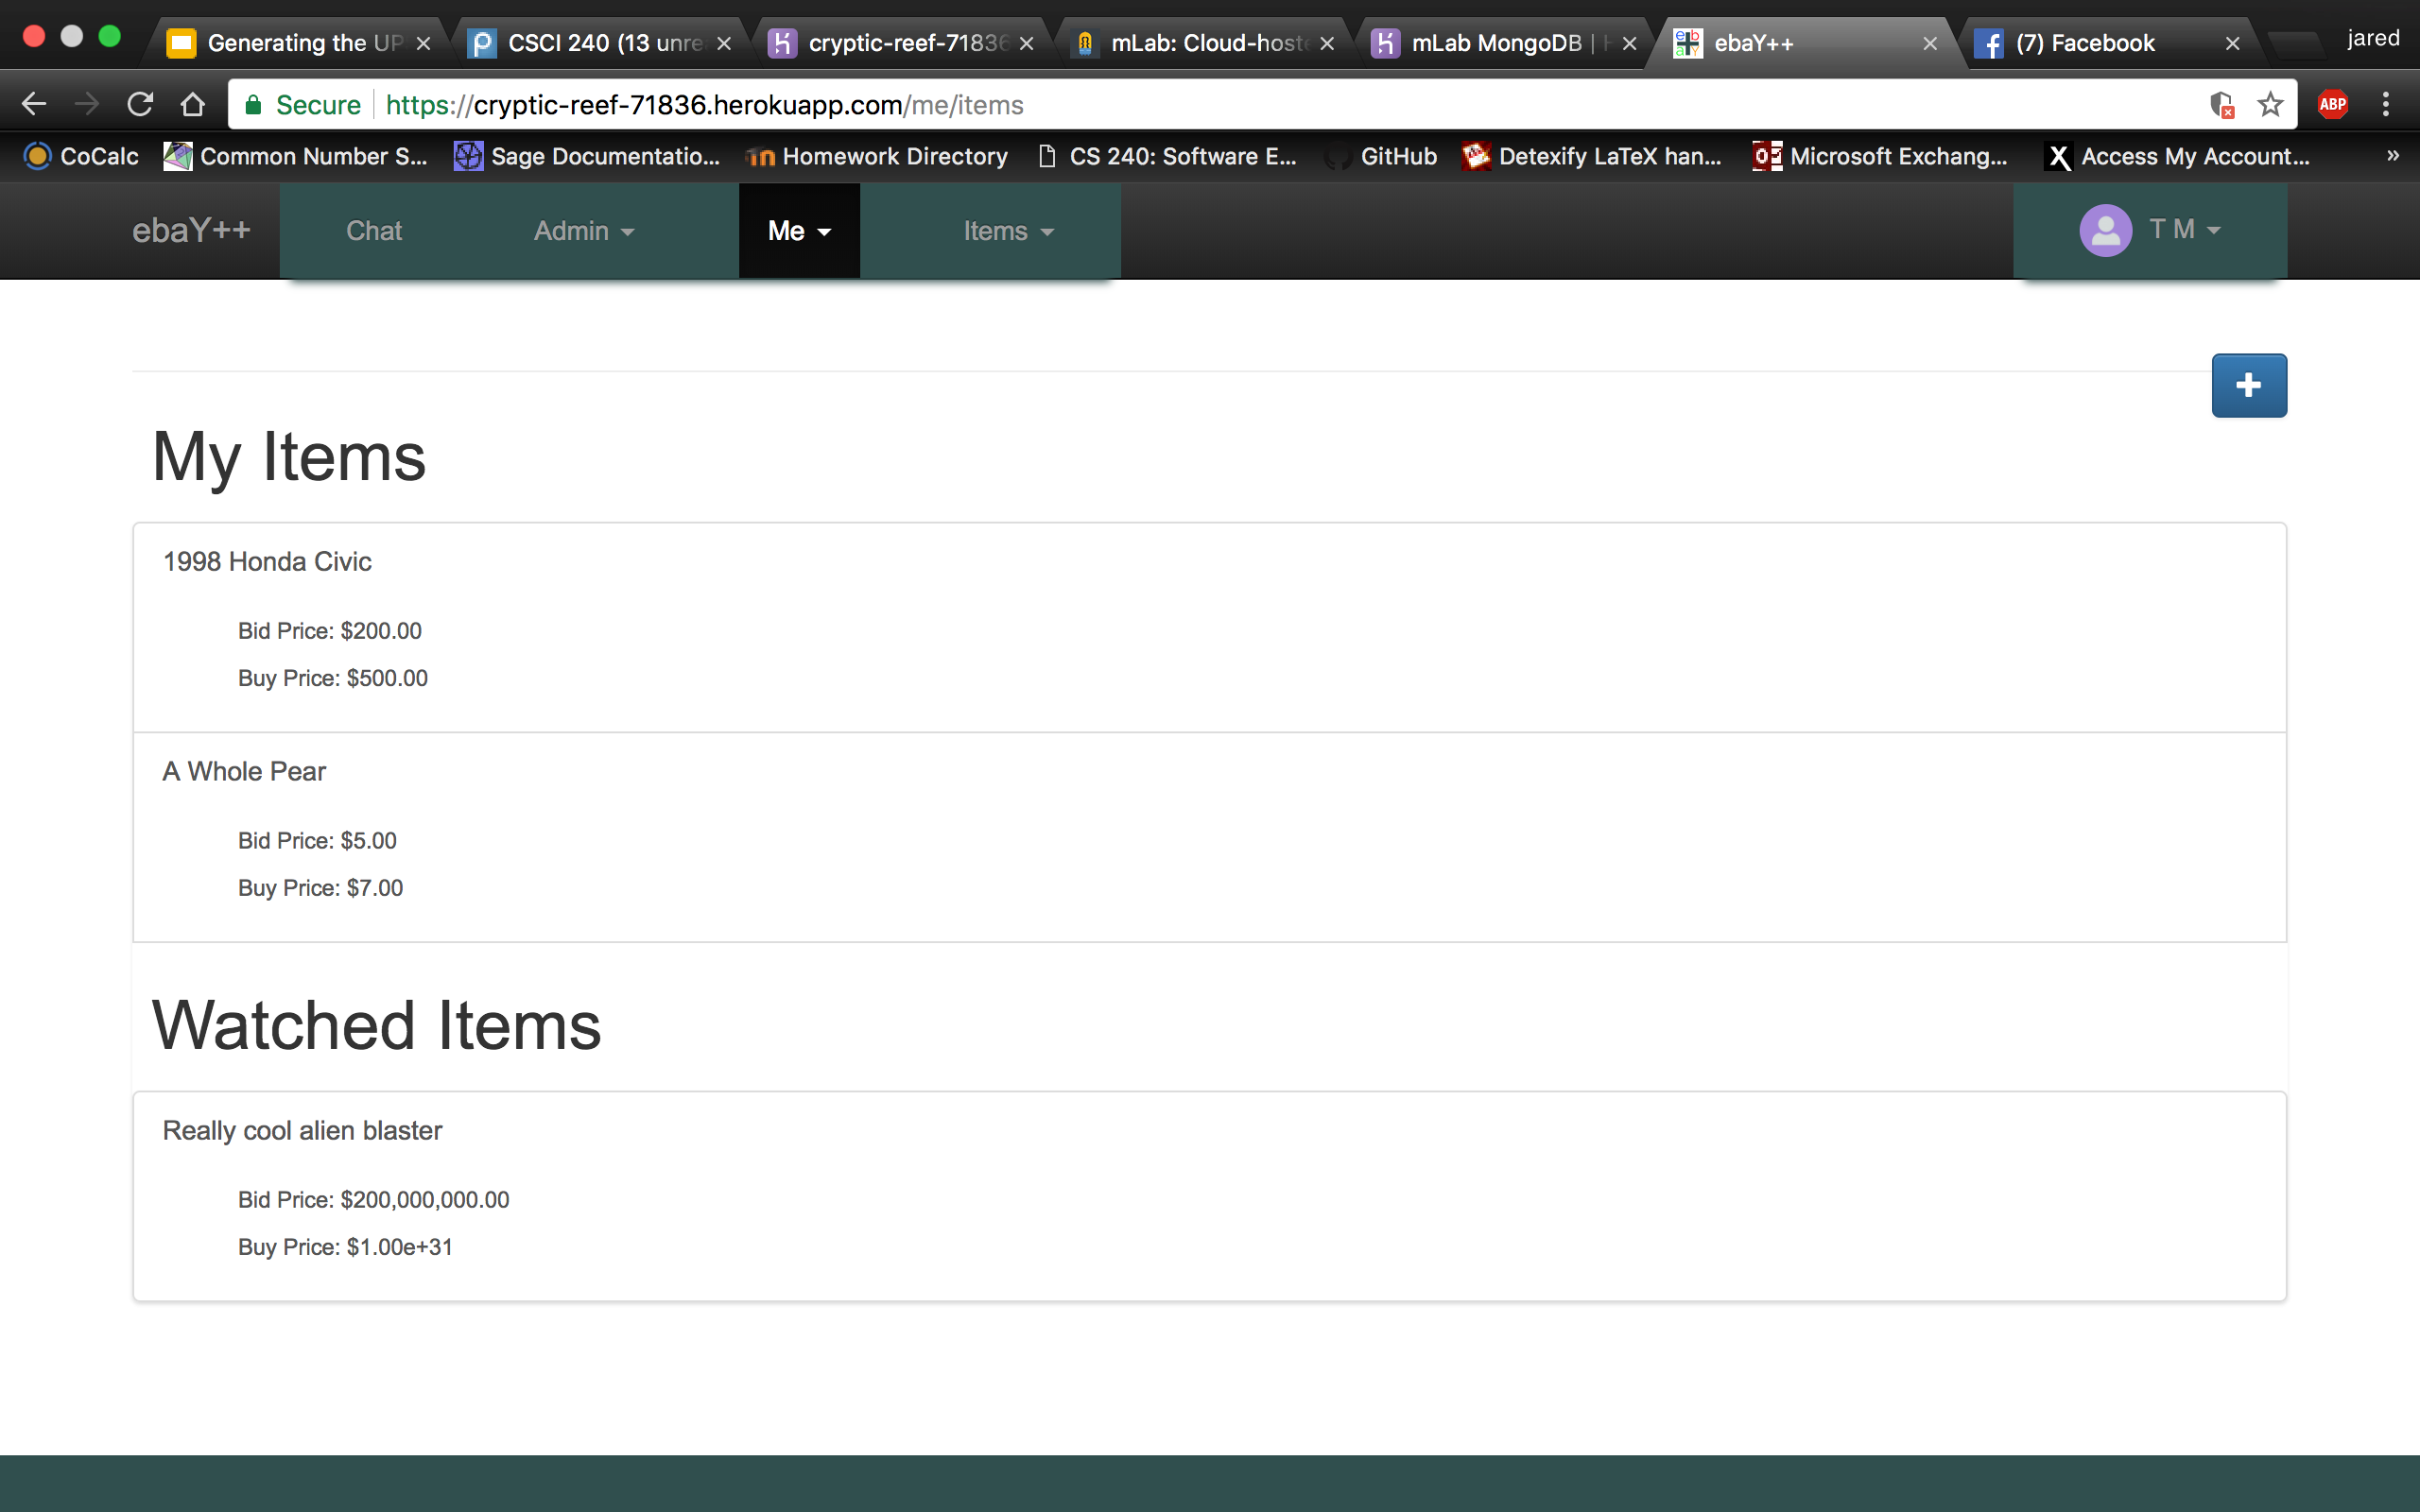 Generating the UP
CSCI 240 (13 unre
cryptic-reef-71836
mLab: Cloud-hoste
mLab MongoDB |
ebaY++
(7) Facebook
jared
Secure https://cryptic-reef-71836.herokuapp.com/me/items
ABP
CoCalc
Common Number S...
Sage Documentatio...
Homework Directory
CS 240: Software E...
GitHub
Detexify LaTeX han...
Microsoft Exchang...
Access My Account...
»
ebaY++
Chat
Admin
Me
Items
T M
My Items
1998 Honda Civic
Bid Price: $200.00
Buy Price: $500.00
A Whole Pear
Bid Price: $5.00
Buy Price: $7.00
Watched Items
Really cool alien blaster
Bid Price: $200,000,000.00
Buy Price: $1.00e+31